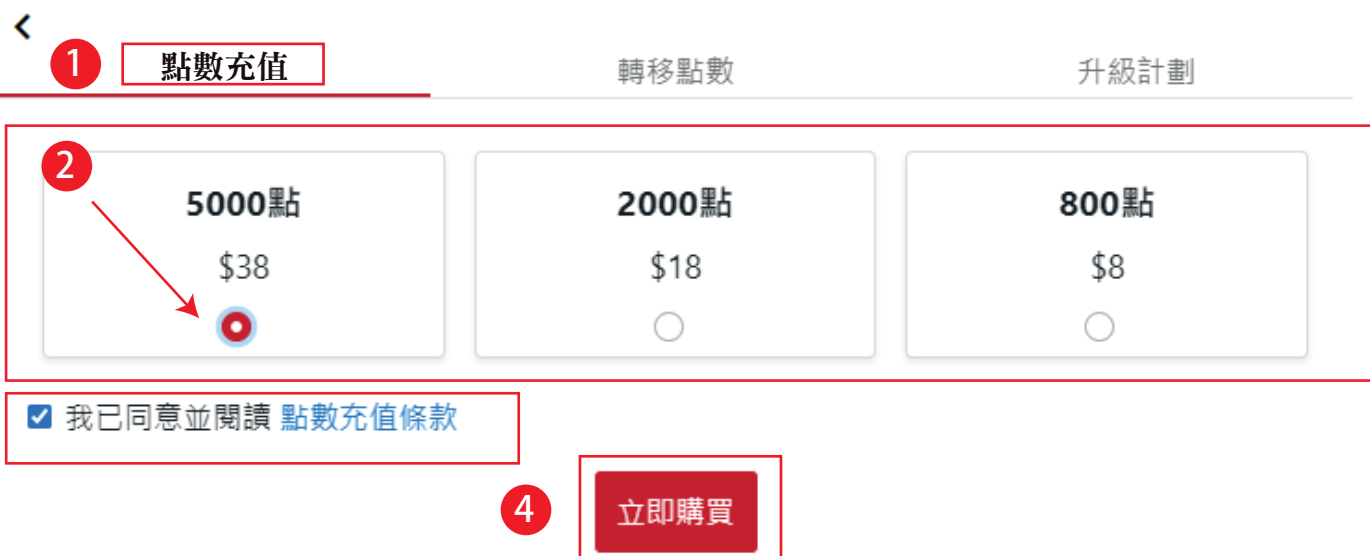 1 點數充值 轉移點數 升級計劃
2
5000點 2000點 800點
$38 $18 $8
我已同意並閱讀 點數充值條款
4 立即購買